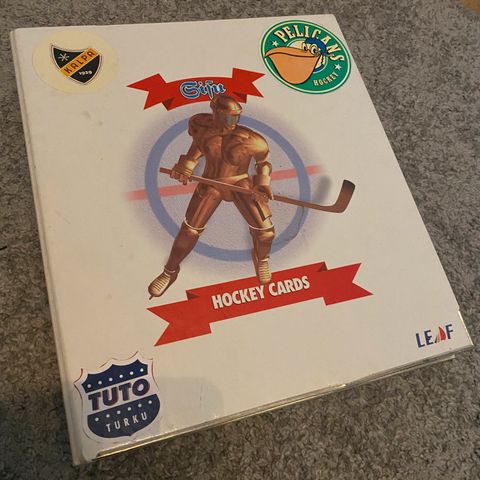 KALPA
1929
PELICANS
HOCKEY
Sisu
HOCKEY CARDS
LEAF
TUTO
TURKU